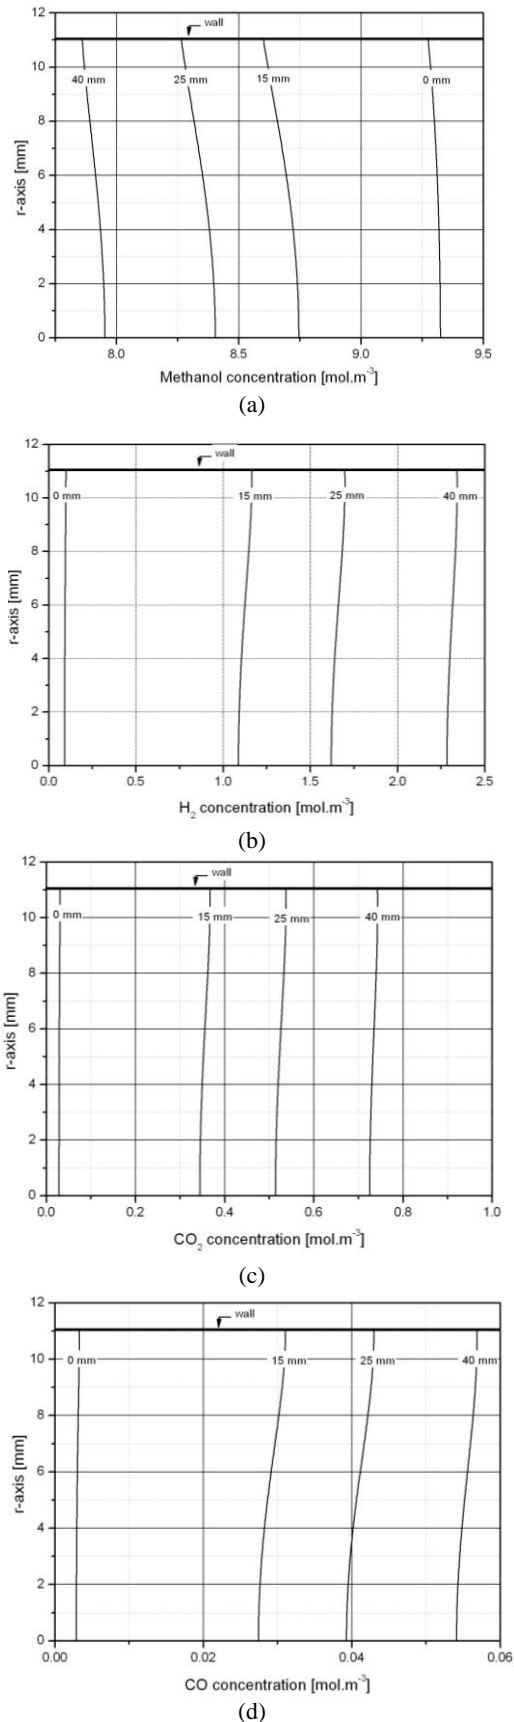 12
wall
10
40 mm
25 mm
15 mm
0 mm
8
6
4
2
0
r-axis [mm]
8.0
8.5
9.0
9.5
Methanol concentration [mol.m-3]
(a)
12
wall
10
0 mm
15 mm
25 mm
40 mm
8
6
4
2
0
r-axis [mm]
0.0
0.5
1.0
1.5
2.0
2.5
H2 concentration [mol.m-3]
(b)
12
wall
10
0 mm
15 mm
25 mm
40 mm
8
6
4
2
0
r-axis [mm]
0.0
0.2
0.4
0.6
0.8
1.0
CO2 concentration [mol.m-3]
(c)
12
wall
10
0 mm
15 mm
25 mm
40 mm
8
6
4
2
0
r-axis [mm]
0.00
0.02
0.04
0.06
CO concentration [mol.m-3]
(d)